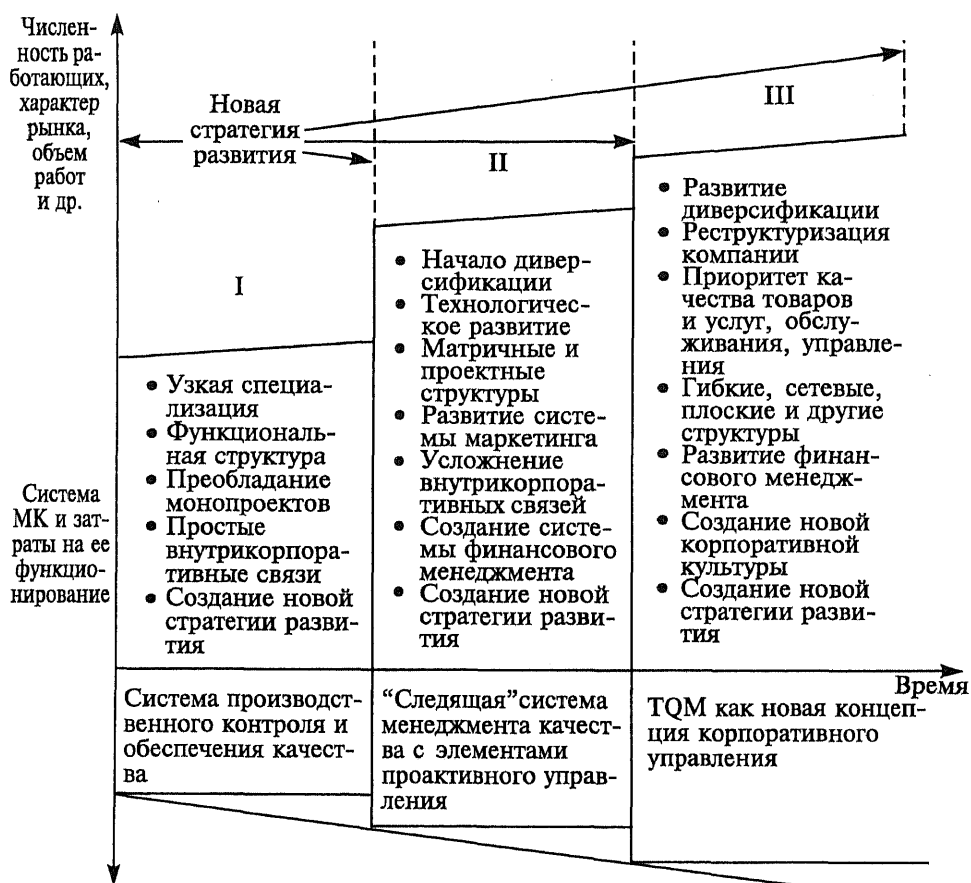 Числен-
ность ра-
ботающих,
характер
рынка,
объем
работ
и др.
Новая
стратегия
развития
I
II
III
• Узкая специа-
лизация
• Функциональ-
ная структура
• Преобладание
монопроектов
• Простые
внутрикорпора-
тивные связи
• Создание новой
стратегии разви-
тия
• Начало дивер-
сификации
• Технологичес-
кое развитие
• Матричные и
проектные
структуры
• Развитие систе-
мы маркетинга
• Усложнение
внутрикорпора-
тивных связей
• Создание систе-
мы финансового
менеджмента
• Создание новой
стратегии разви-
тия
• Развитие
диверсификации
• Реструктуризация
компании
• Приоритет ка-
чества товаров
и услуг, обслу-
живания, управле-
ния
• Гибкие, сетевые,
плоские и другие
структуры
• Развитие финан-
сового менедж-
мента
• Создание новой
корпоративной
культуры
• Создание новой
стратегии разви-
тия
Система
МК и зат-
раты на ее
функцио-
нирование
Время
Система производст-
венного контроля и
обеспечения качест-
ва
“Следящая”система
менеджмента качест-
ва с элементами
проактивного управ-
ления
TQM как новая концеп-
ция корпоративного
управления